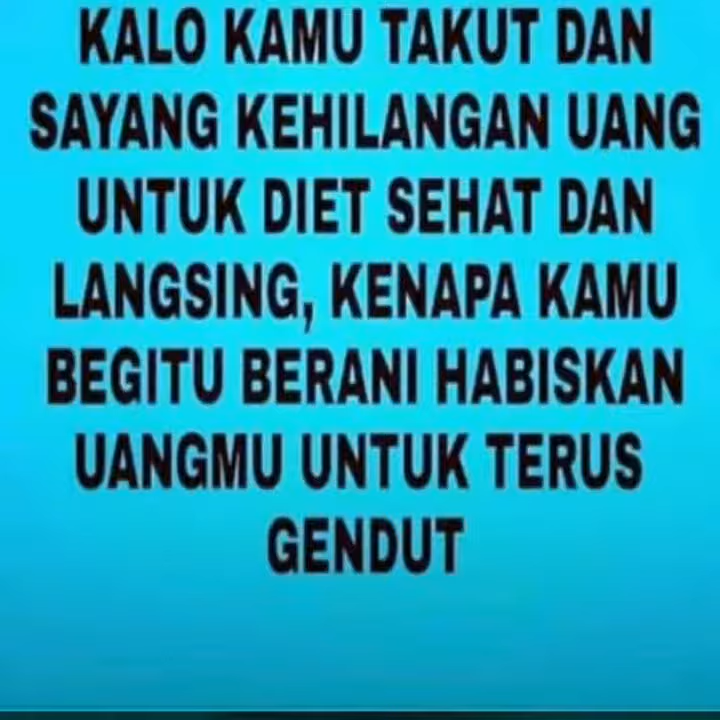 KALO KAMU TAKUT DAN
SAYANG KEHILANGAN UANG
UNTUK DIET SEHAT DAN
LANGSING, KENAPA KAMU
BEGITU BERANI HABISKAN
UANGMU UNTUK TERUS
GENDUT